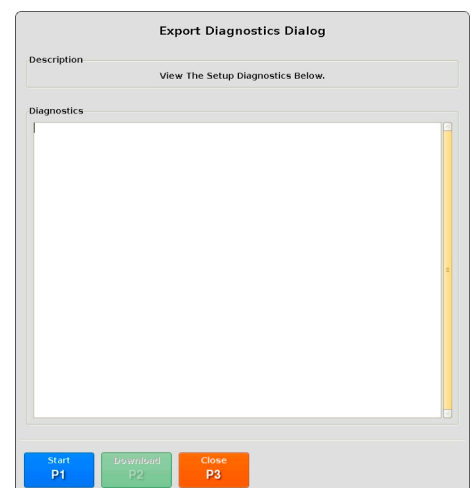 Export Diagnostics Dialog
Description
View The Setup Diagnostics Below.
Diagnostics
Start
P1
Download
P2
Close
P3